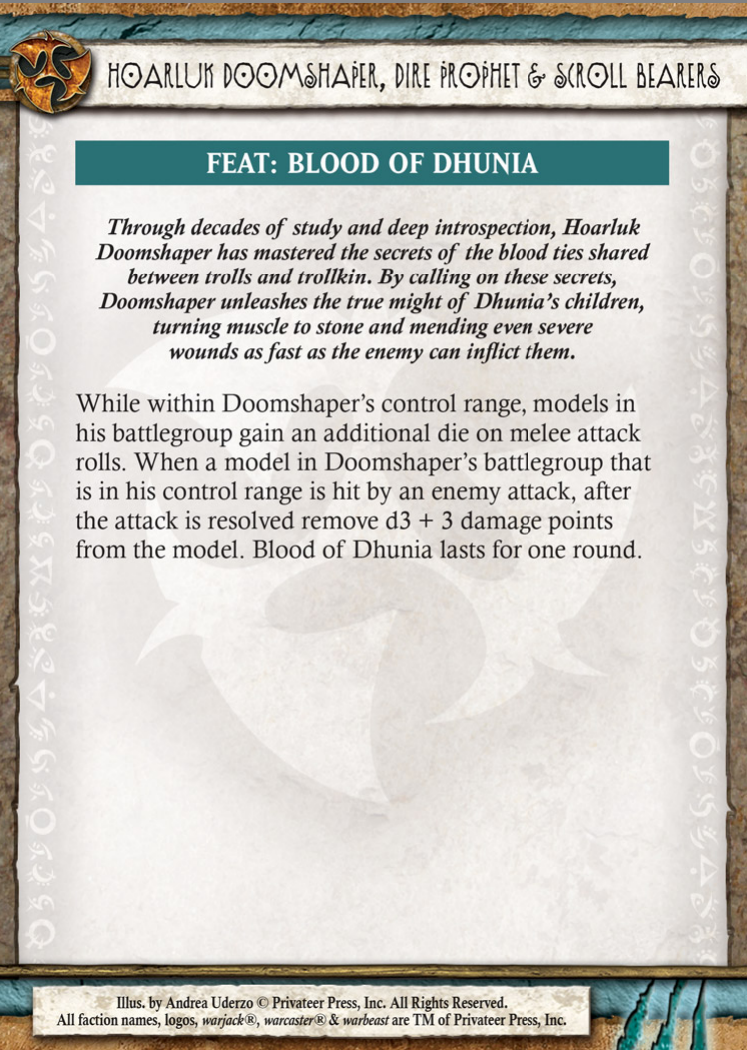 HOARLUK DOOMSHAPER, DIRE PROPHET & SCROLL BEARERS
FEAT: BLOOD OF DHUNIA
Through decades of study and deep introspection, Hoarluk
Doomshaper has mastered the secrets of the blood ties shared
between trolls and trollkin. By calling on these secrets,
Doomshaper unleashes the true might of Dhunia's children,
turning muscle to stone and mending even severe
wounds as fast as the enemy can inflict them.
While within Doomshaper's control range, models in
his battlegroup gain an additional die on melee attack
rolls. When a model in Doomshaper's battlegroup that
is in his control range is hit by an enemy attack, after
the attack is resolved remove d3 + 3 damage points
from the model. Blood of Dhunia lasts for one round.
Illus. by Andrea Uderzo © Privateer Press, Inc. All Rights Reserved.
All faction names, logos, warjack®, warcaster® & warbeast are TM of Privateer Press, Inc.